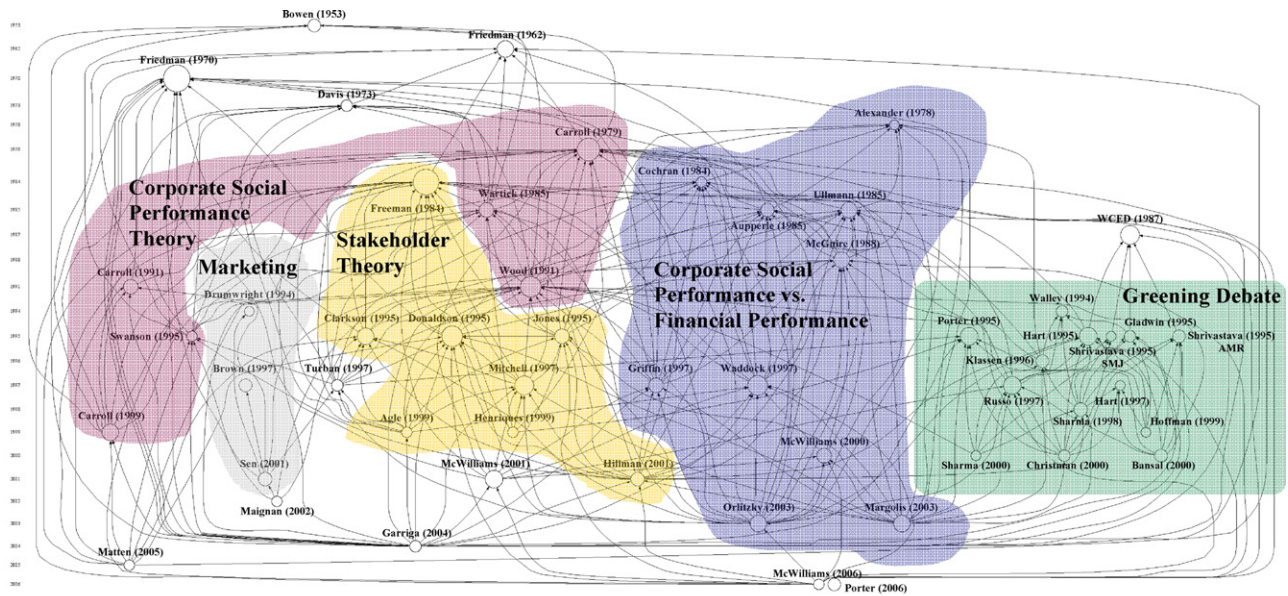 Bowen (1953)
Friedman (1962)
Friedman (1970)
Davis (1973)
Alexander (1978)
Carroll (1979)
Cochran (1984)
Freeman (1984)
Wartick (1985)
Ullmann (1985)
Aupperle (1985)
WCED (1987)
McGuire (1988)
Corporate Social
Performance
Theory
Stakeholder
Theory
Marketing
Corporate Social
Performance vs.
Financial Performance
Greening Debate
Carroll (1991)
Wood (1991)
Drumwright (1994)
Walley (1994)
Swanson (1995)
Clarkson (1995)
Donaldson (1995)
Jones (1995)
Porter (1995)
Hart (1995)
Gladwin (1995)
Shrivastava (1995)
SMJ
Shrivastava (1995)
AMR
Klassen (1996)
Brown (1997)
Turban (1997)
Mitchell (1997)
Griffin (1997)
Waddock (1997)
Russo (1997)
Hart (1997)
Sharma (1998)
Carroll (1999)
Agle (1999)
Henriques (1999)
Hoffman (1999)
McWilliams (2000)
Sharma (2000)
Christman (2000)
Bansal (2000)
Sen (2001)
McWilliams (2001)
Hillman (2001)
Maignan (2002)
Orlitzky (2003)
Margolis (2003)
Garriga (2004)
Matten (2005)
McWilliams (2006)
Porter (2006)